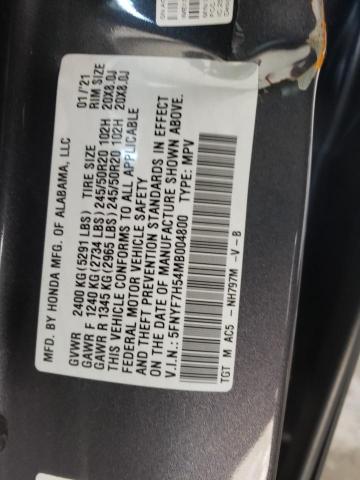 MFD. BY HONDA MFG. OF ALABAMA, LLC 01/'21
GVWR 2400 KG(5291 LBS) TIRE SIZE RIM SIZE
GAWR F 1240 KG(2734 LBS) 245/50R20 102H 20X8.0J
GAWR R 1345 KG(2965 LBS) 245/50R20 102H 20X8.0J
THIS VEHICLE CONFORMS TO ALL APPLICABLE
FEDERAL MOTOR VEHICLE SAFETY
AND THEFT PREVENTION STANDARDS IN EFFECT
ON THE DATE OF MANUFACTURE SHOWN ABOVE.
V.I.N.: 5FNYF7H54MB004800 TYPE: MPV
TGT M AC5 -NH797M -V-B